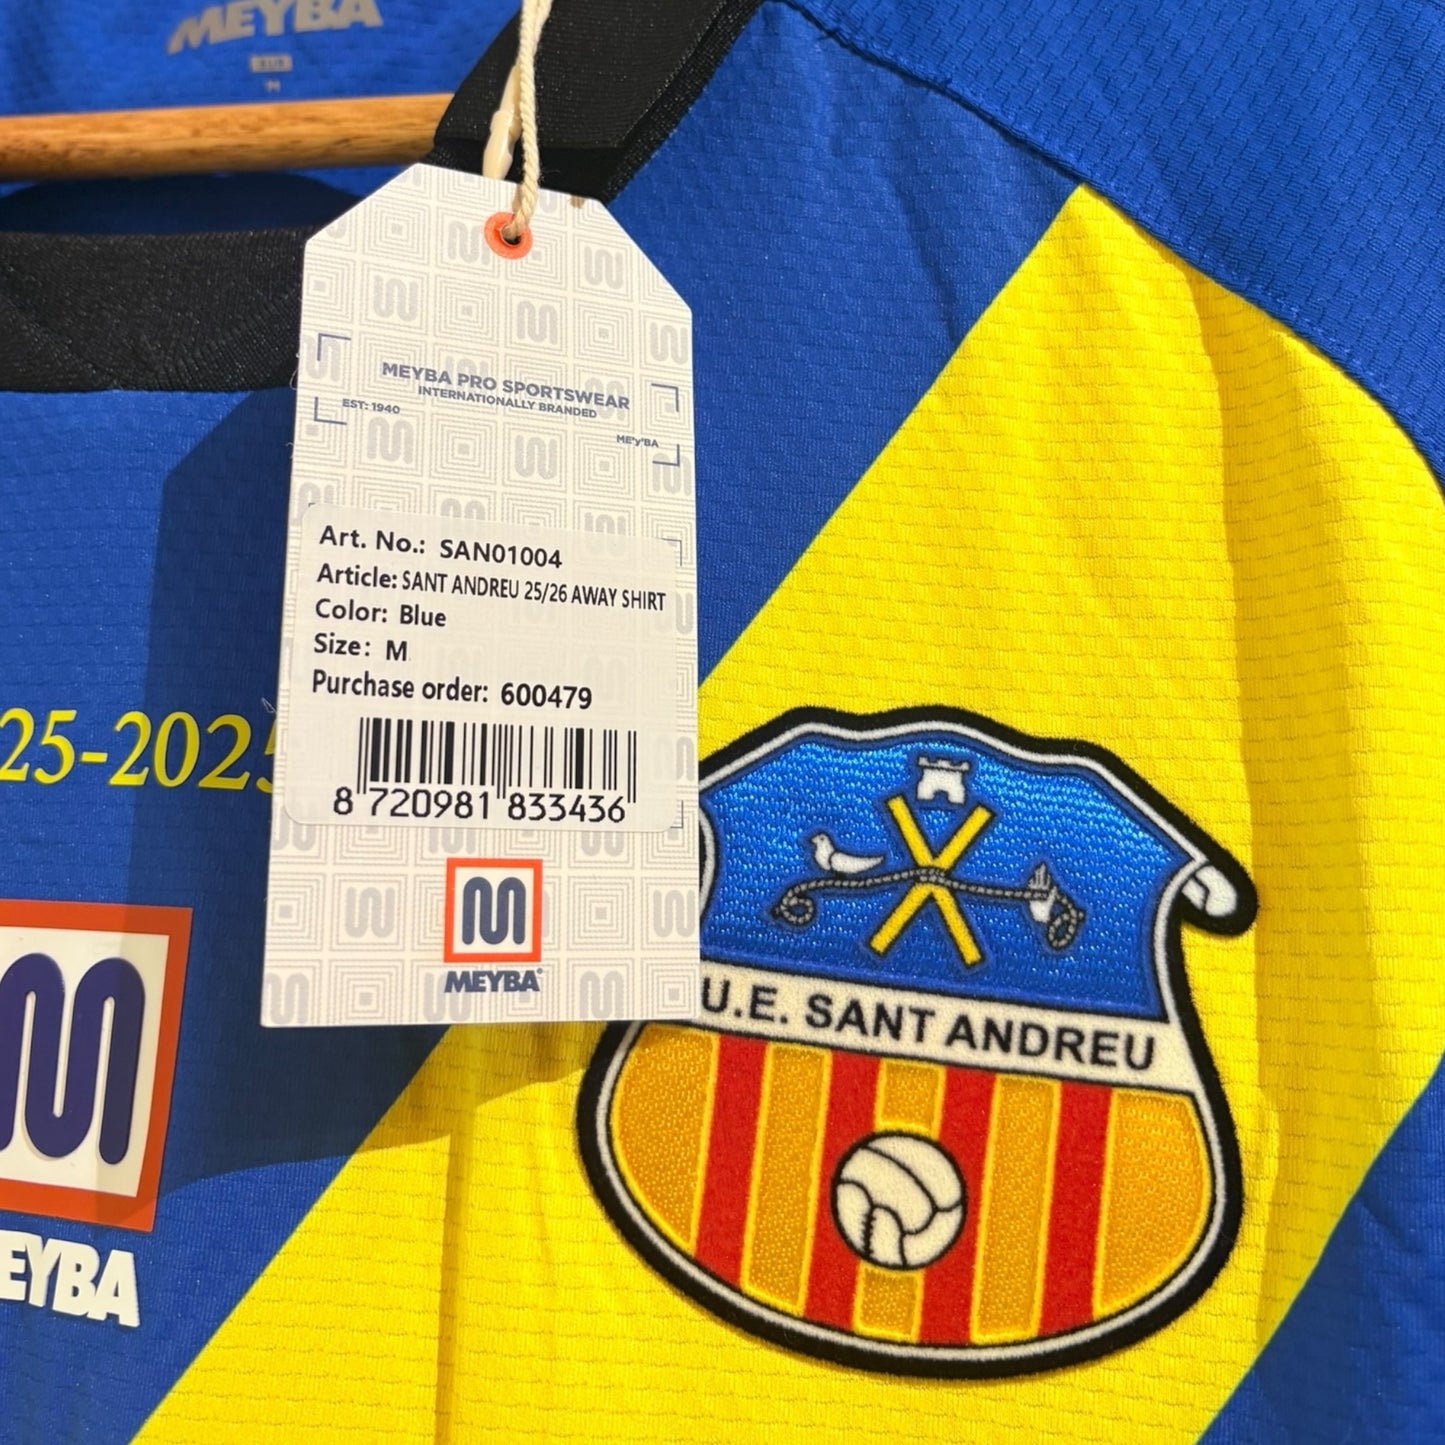 MEYBA
M
MEYBA PRO SPORTSWEAR
INTERNATIONALLY BRANDED
EST: 1940
ME'y'BA
Art. No.: SAN01004
Article: SANT ANDREU 25/26 AWAY SHIRT
Color: Blue
Size: M
Purchase order: 600479
8 720981 833436
MEYBA
25-2025
EYBA
U.E. SANT ANDREU